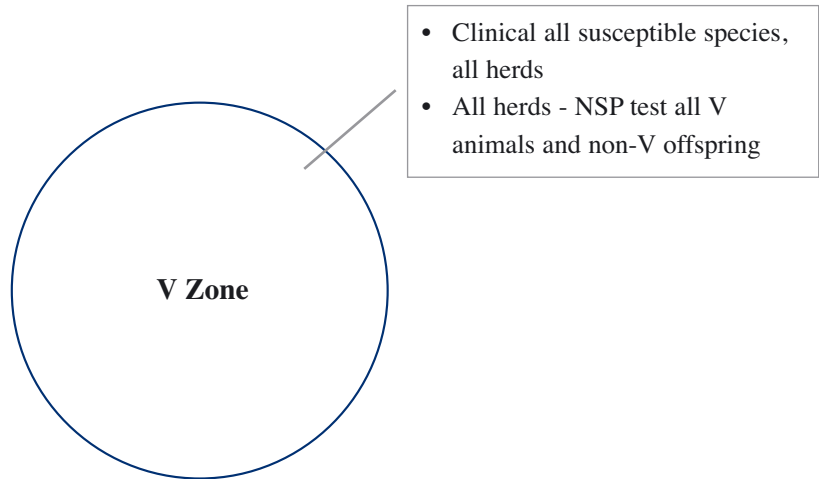 • Clinical all susceptible species,
all herds
• All herds - NSP test all V
animals and non-V offspring
V Zone